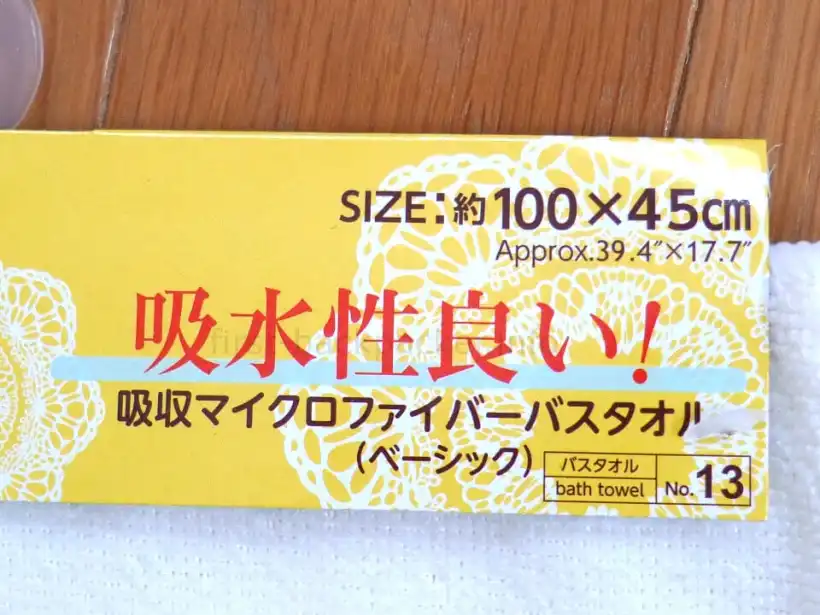 SIZE:約100×45cm
Approx.39.4"×17.7"
吸水性良い!
吸収マイクロファイバーバスタオル
(ベーシック)
バスタオル
bath towel
No.13